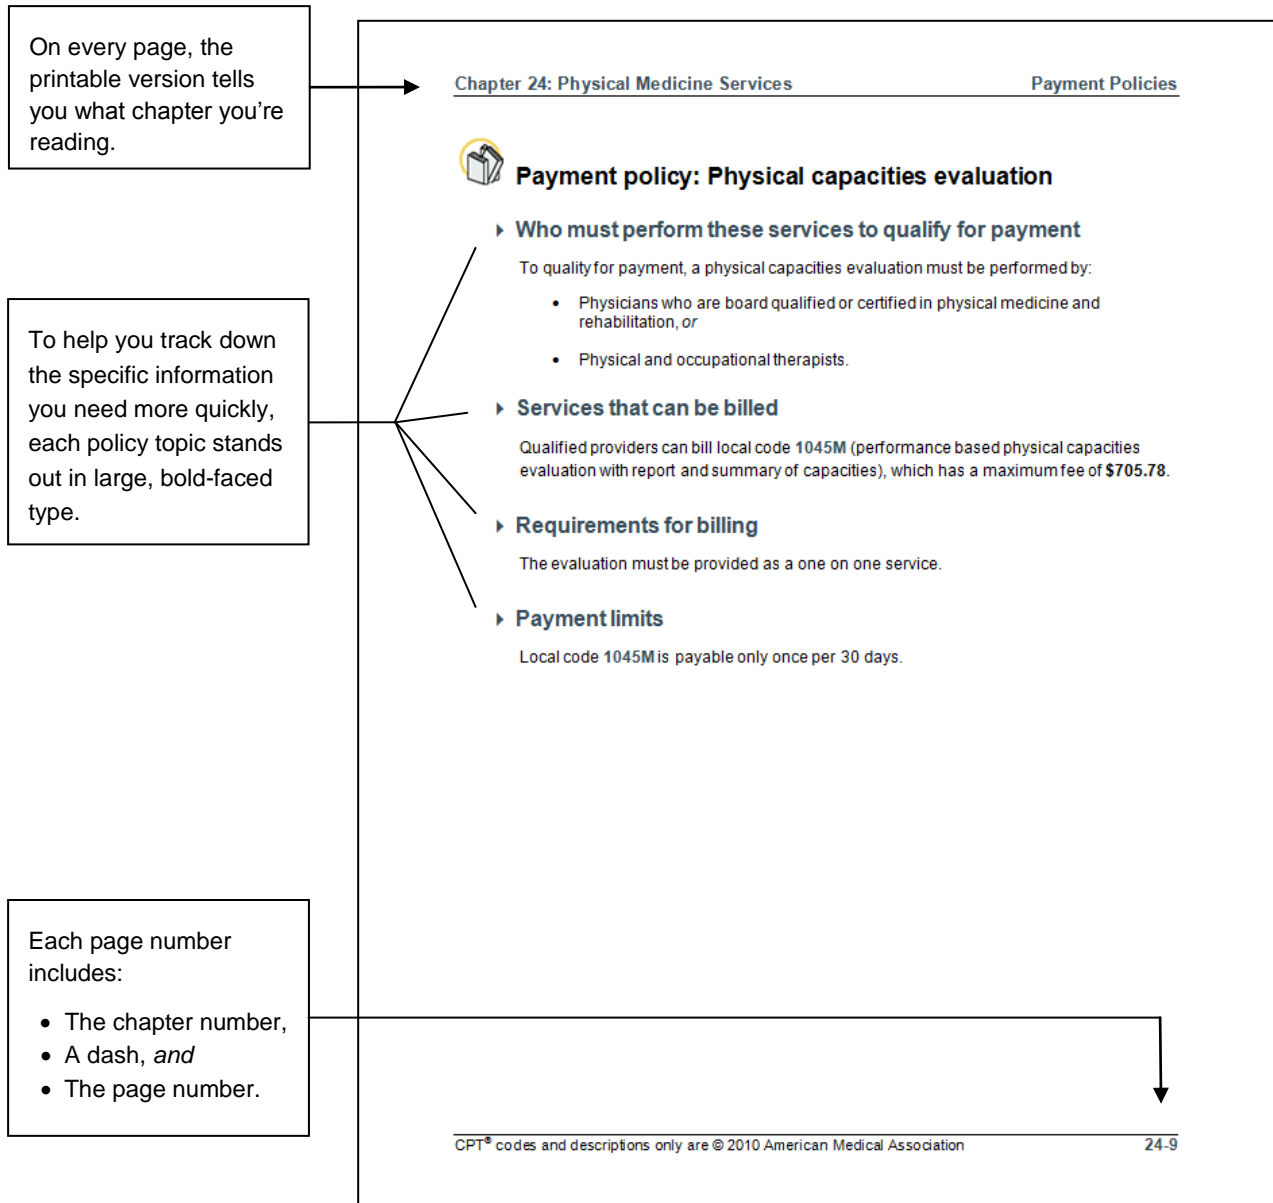 On every page, the
printable version tells
you what chapter you’re
reading.
To help you track down
the specific information
you need more quickly,
each policy topic stands
out in large, bold-faced
type.
Each page number
includes:
• The chapter number,
• A dash, and
• The page number.
Chapter 24: Physical Medicine Services Payment Policies
Payment policy: Physical capacities evaluation
Who must perform these services to qualify for payment
To qualify for payment, a physical capacities evaluation must be performed by:
• Physicians who are board qualified or certified in physical medicine and
rehabilitation, or
• Physical and occupational therapists.
Services that can be billed
Qualified providers can bill local code 1045M (performance based physical capacities
evaluation with report and summary of capacities), which has a maximum fee of $705.78.
Requirements for billing
The evaluation must be provided as a one on one service.
Payment limits
Local code 1045M is payable only once per 30 days.
CPT® codes and descriptions only are © 2010 American Medical Association 24-9